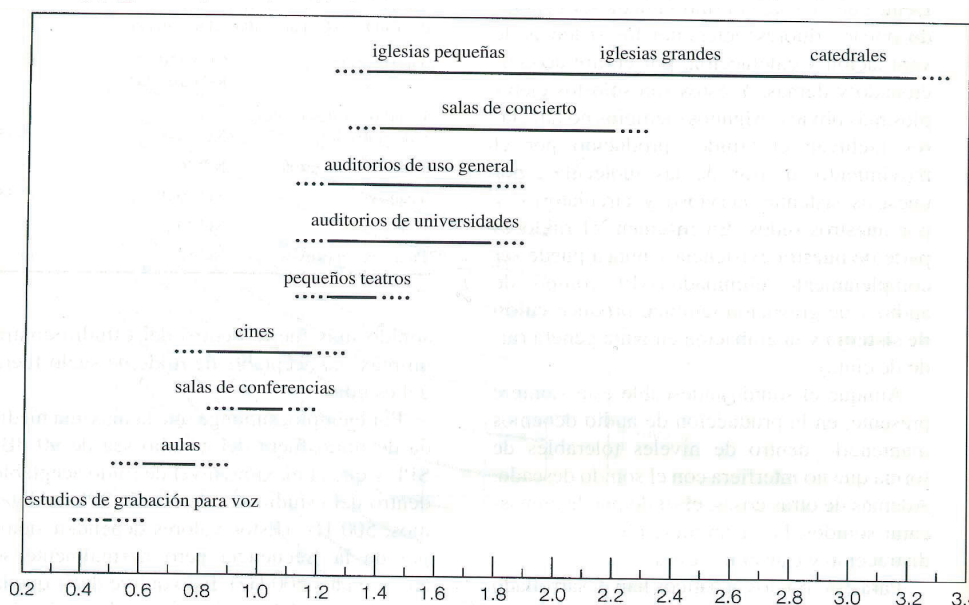 iglesias pequeñas iglesias grandes catedrales
salas de concierto
auditorios de uso general
auditorios de universidades
pequeños teatros
cines
salas de conferencias
aulas
estudios de grabación para voz
0.2 0.4 0.6 0.8 1.0 1.2 1.4 1.6 1.8 2.0 2.2 2.4 2.6 2.8 3.0 3.2 3.4